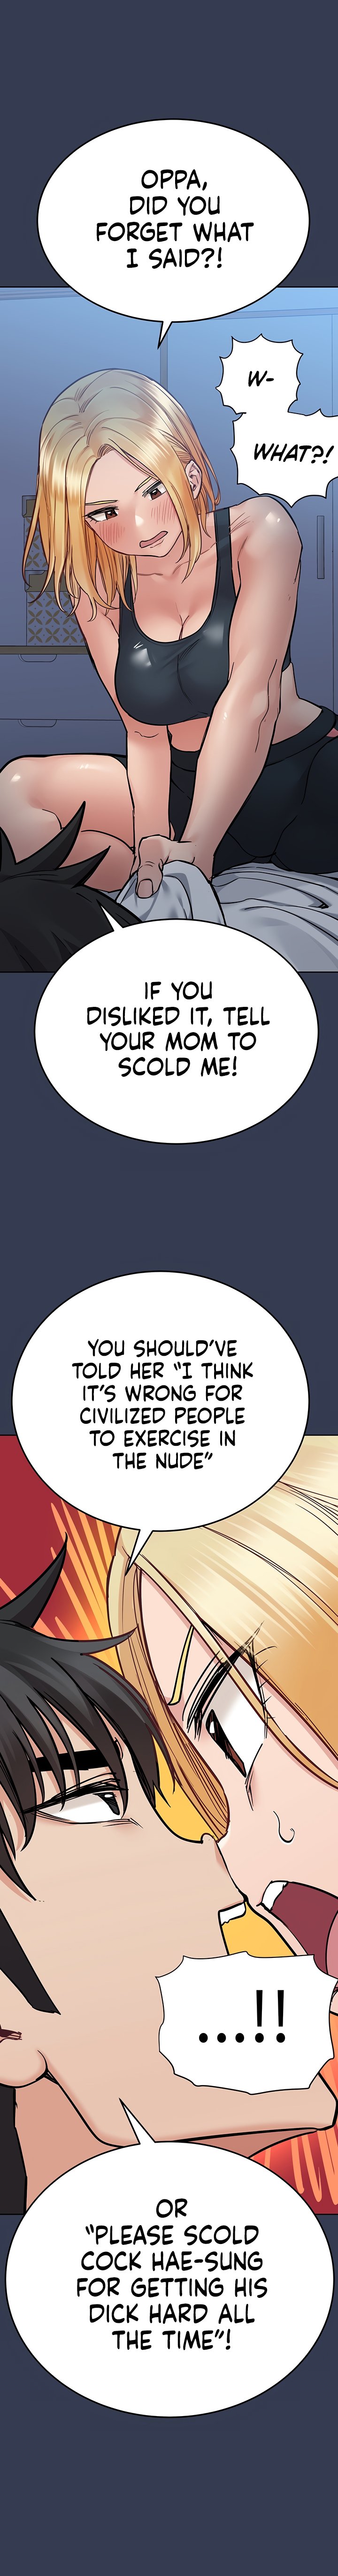 OPPA,
DID YOU
FORGET WHAT
I SAID?!
W-
WHAT?!
IF YOU
DISLIKED IT, TELL
YOUR MOM TO
SCOLD ME!
YOU SHOULD'VE
TOLD HER "I THINK
IT'S WRONG FOR
CIVILIZED PEOPLE
TO EXERCISE IN
THE NUDE"
...!!
OR
"PLEASE SCOLD
COCK HAE-SUNG
FOR GETTING HIS
DICK HARD ALL
THE TIME"!